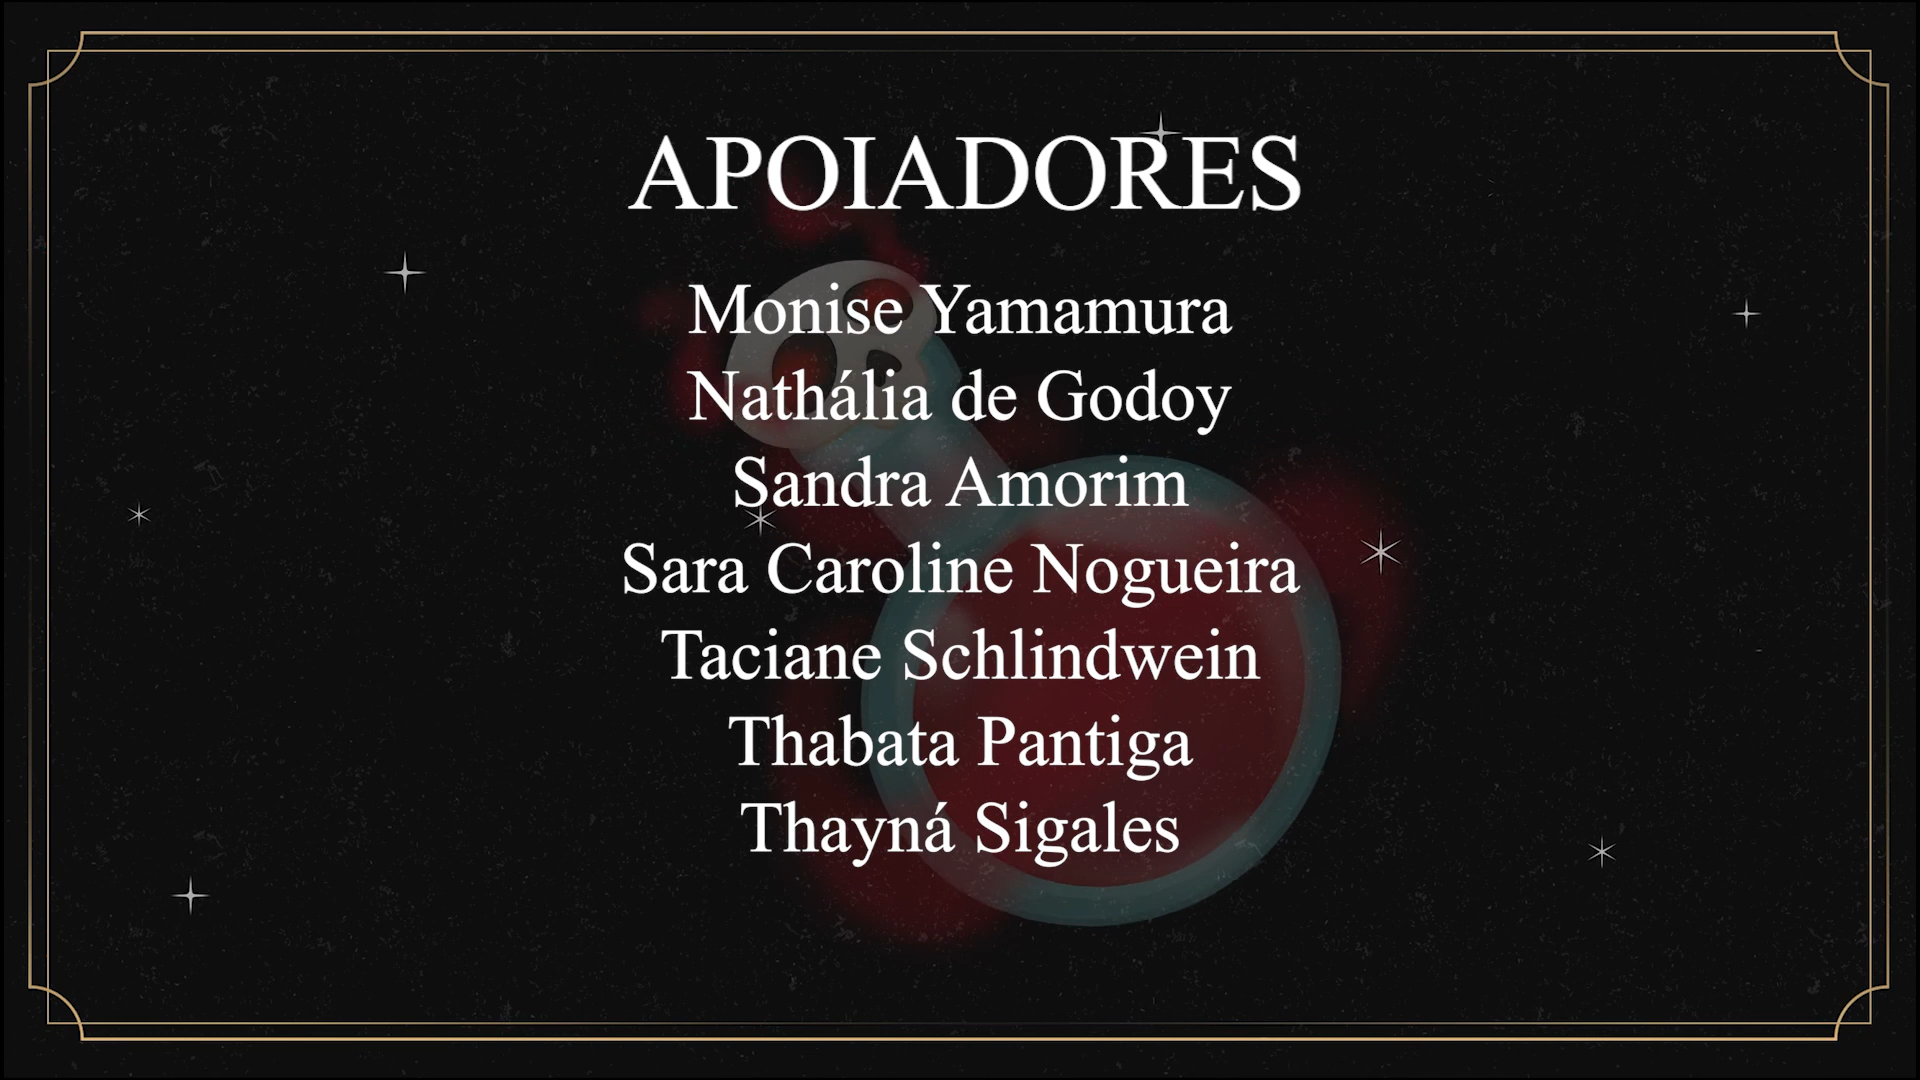 APOIADORES
Monise Yamamura
Nathália de Godoy
Sandra Amorim
Sara Caroline Nogueira
Taciane Schlindwein
Thabata Pantiga
Thayná Sigales